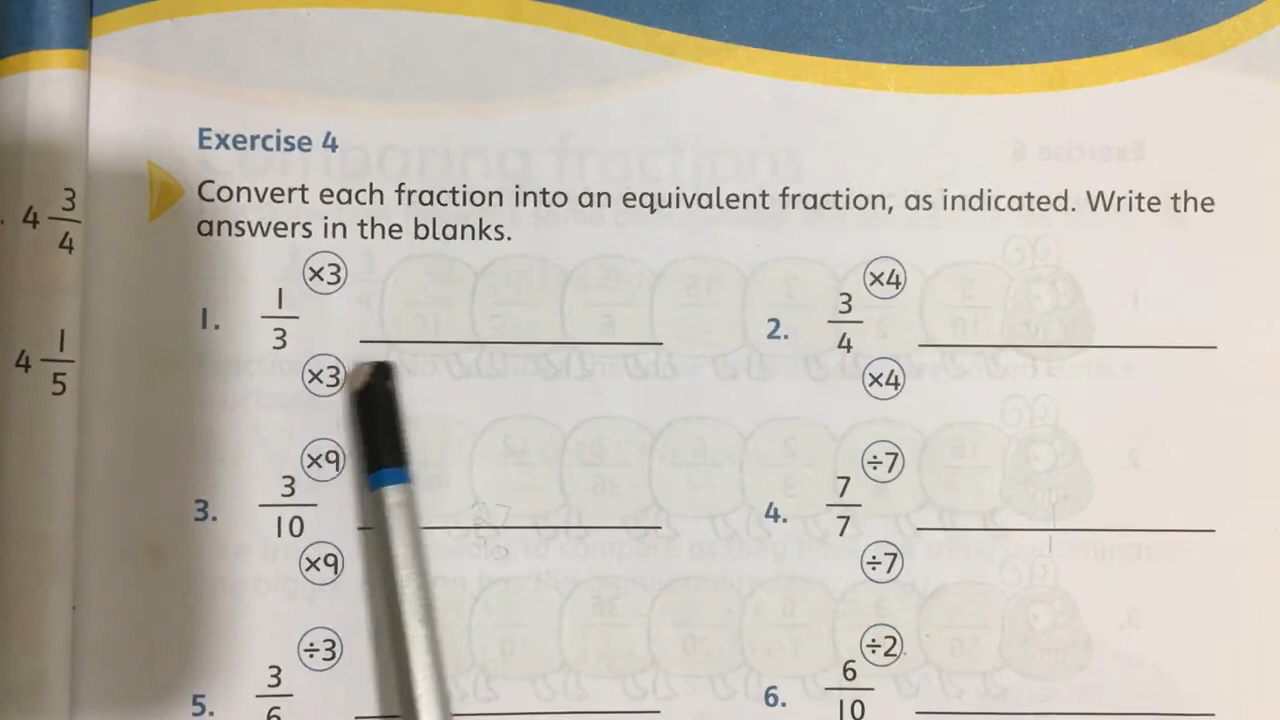 Exercise 4
Convert each fraction into an equivalent fraction, as indicated. Write the
answers in the blanks.
4 3/4
4 1/5
1. 1/3 ×3 ×3
2. 3/4 ×4 ×4
3. 3/10 ×9 ×9
4. 7/7 ÷7 ÷7
5. 3/6 ÷3
6. 6/10 ÷2